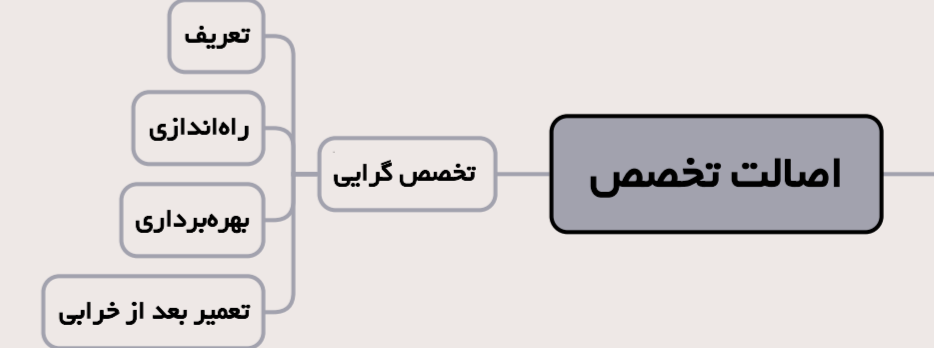 اصالت تخصص
تخصص گرایی
تعریف
راه‌اندازی
بهره‌برداری
تعمیر بعد از خرابی